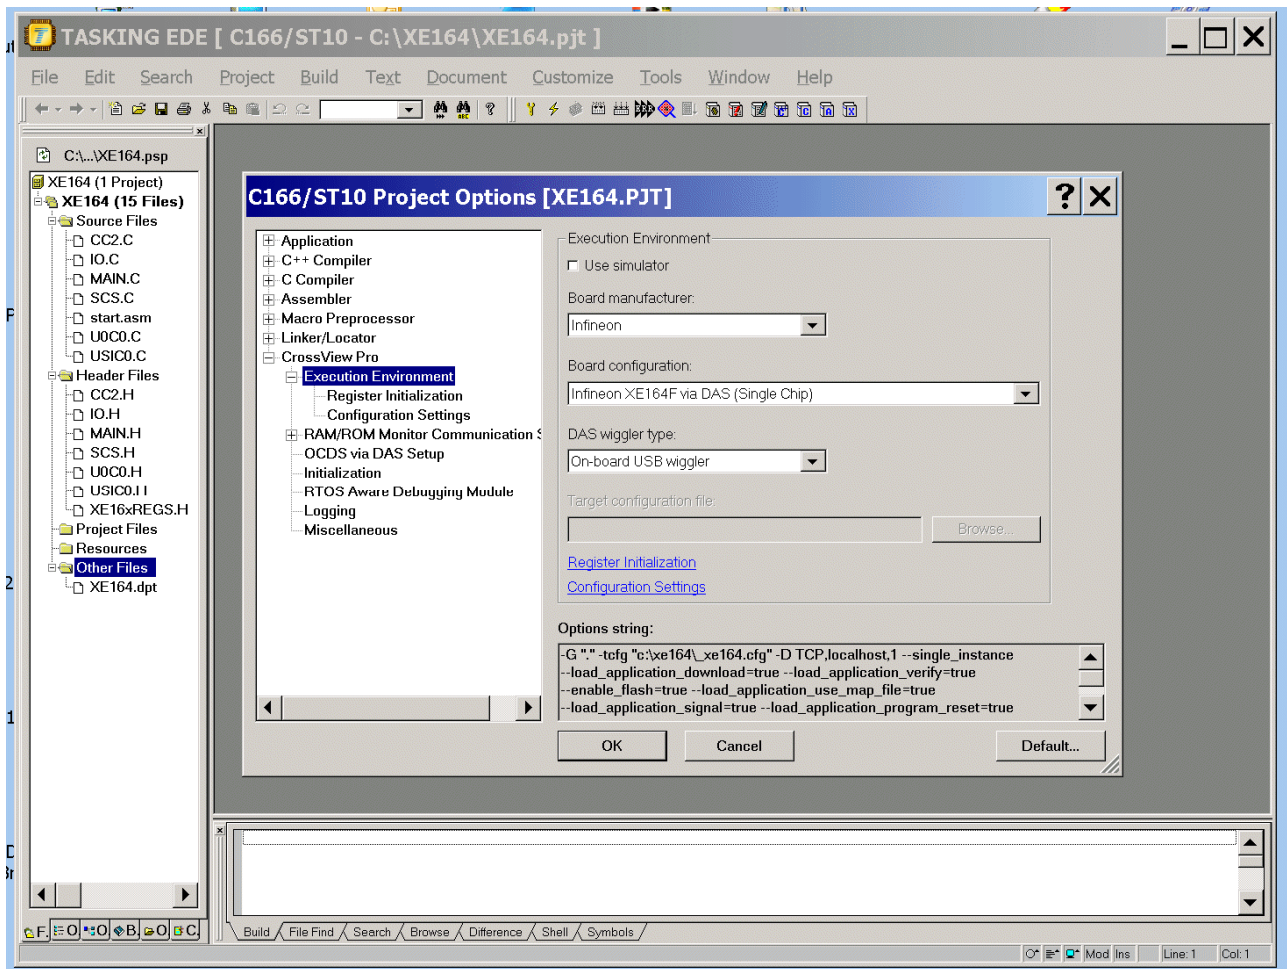 TASKING EDE [ C166/ST10 - C:\XE164\XE164.pjt ]
File Edit Search Project Build Text Document Customize Tools Window Help
C:\...\XE164.psp
XE164 (1 Project)
XE164 (15 Files)
Source Files
CC2.C
IO.C
MAIN.C
SCS.C
start.asm
U0C0.C
USIC0.C
Header Files
CC2.H
IO.H
MAIN.H
SCS.H
U0C0.H
USIC0.H
XE16xREGS.H
Project Files
Resources
Other Files
XE164.dpt
F. O O B O C
C166/ST10 Project Options [XE164.PJT]
Application
C++ Compiler
C Compiler
Assembler
Macro Preprocessor
Linker/Locator
CrossView Pro
Execution Environment
Register Initialization
Configuration Settings
RAM/ROM Monitor Communication S
OCDS via DAS Setup
Initialization
RTOS Aware Debugging Module
Logging
Miscellaneous
Execution Environment
Use simulator
Board manufacturer:
Infineon
Board configuration:
Infineon XE164F via DAS (Single Chip)
DAS wiggler type:
On-board USB wiggler
Target configuration file:
Browse...
Register Initialization
Configuration Settings
Options string:
-G "." -tcfg "c:\xe164\_xe164.cfg" -D TCP,localhost,1 --single_instance
--load_application_download=true --load_application_verify=true
--enable_flash=true --load_application_use_map_file=true
--load_application_signal=true --load_application_program_reset=true
OK Cancel Default...
Build File Find Search Browse Difference Shell Symbols
Mod Ins Line: 1 Col: 1